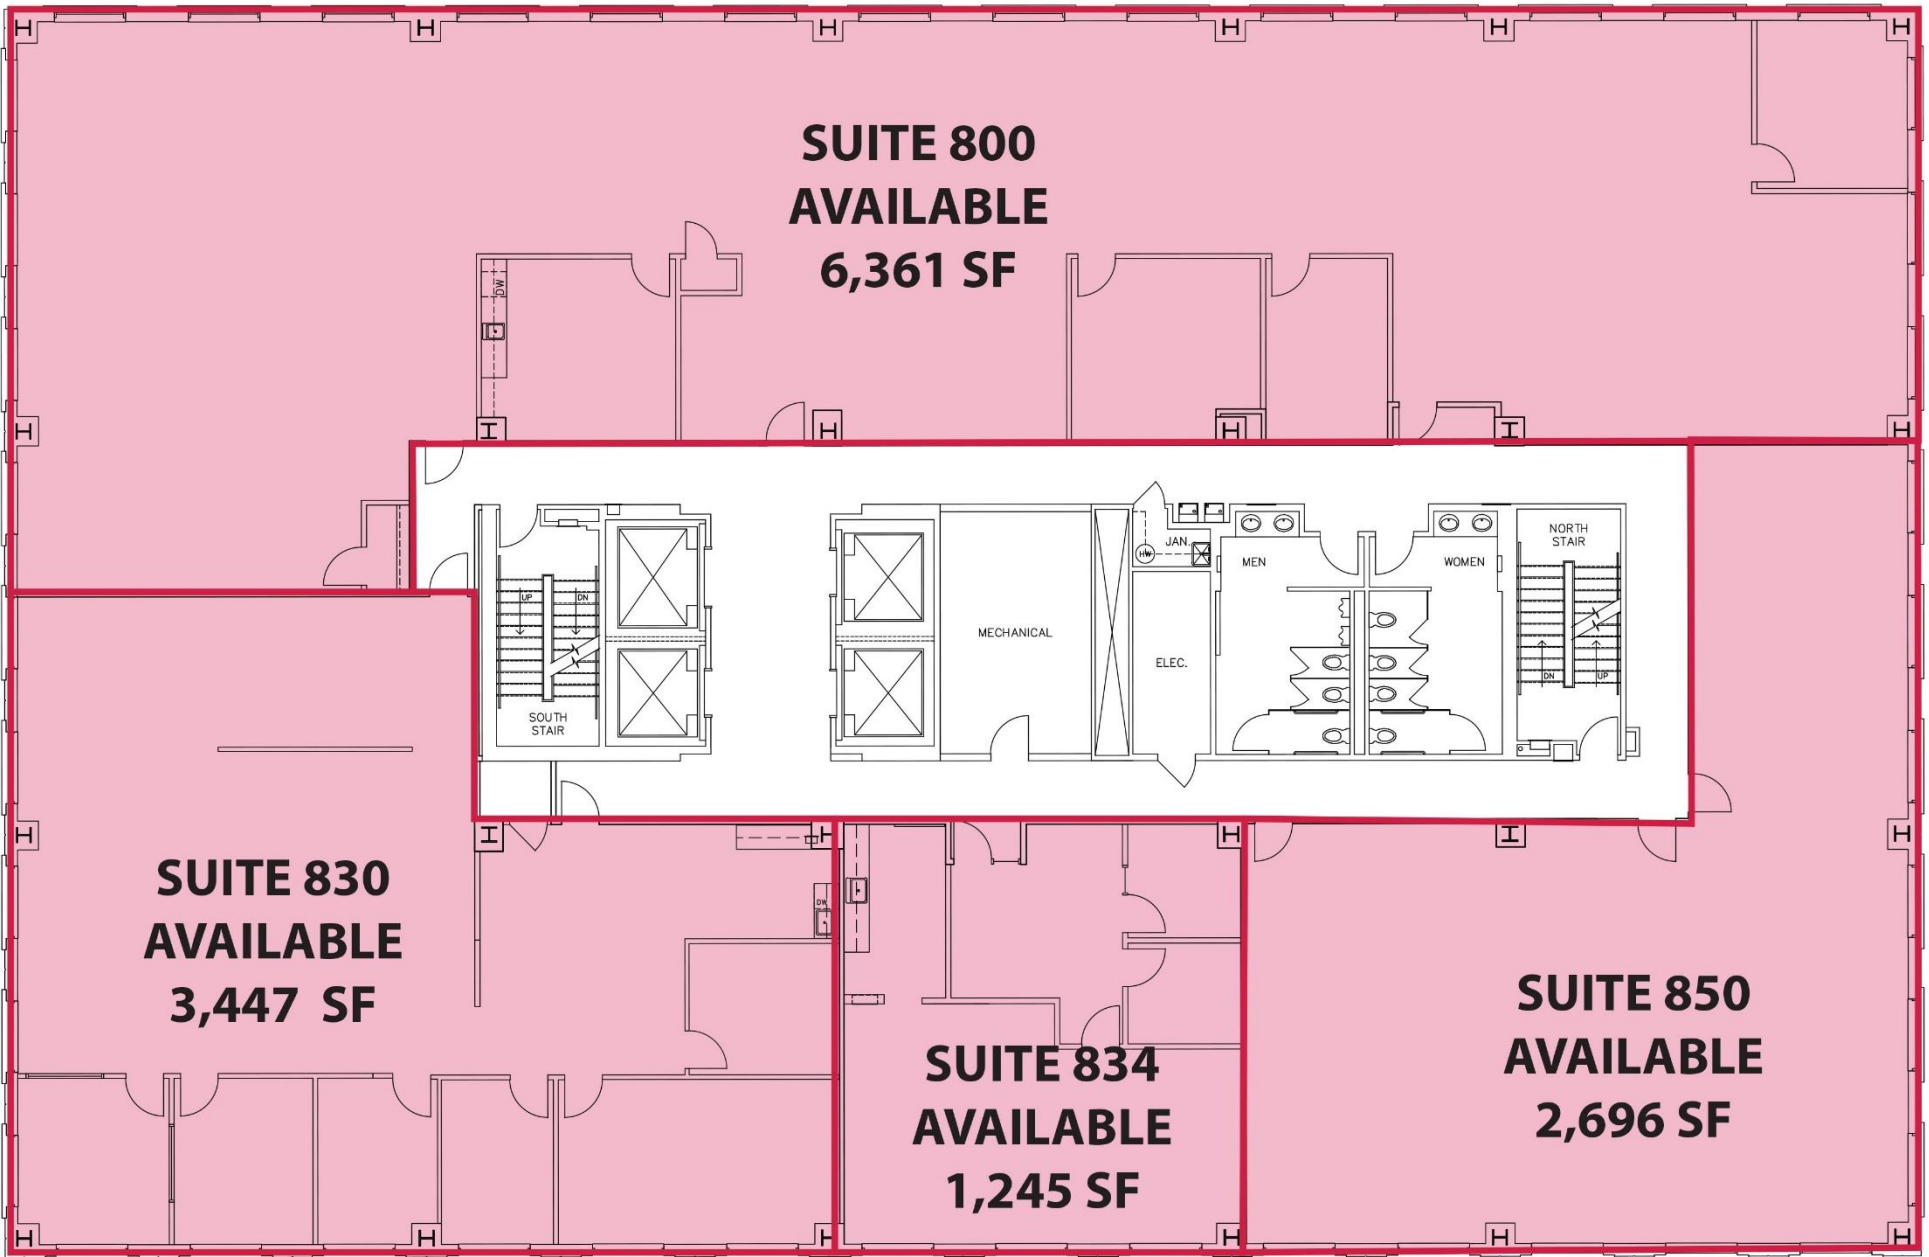 SUITE 800
AVAILABLE
6,361 SF
DW
JAN.
HW
MEN
WOMEN
NORTH
STAIR
UP
DN
MECHANICAL
ELEC.
DN
UP
SOUTH
STAIR
SUITE 830
AVAILABLE
3,447 SF
DW
SUITE 834
AVAILABLE
1,245 SF
SUITE 850
AVAILABLE
2,696 SF